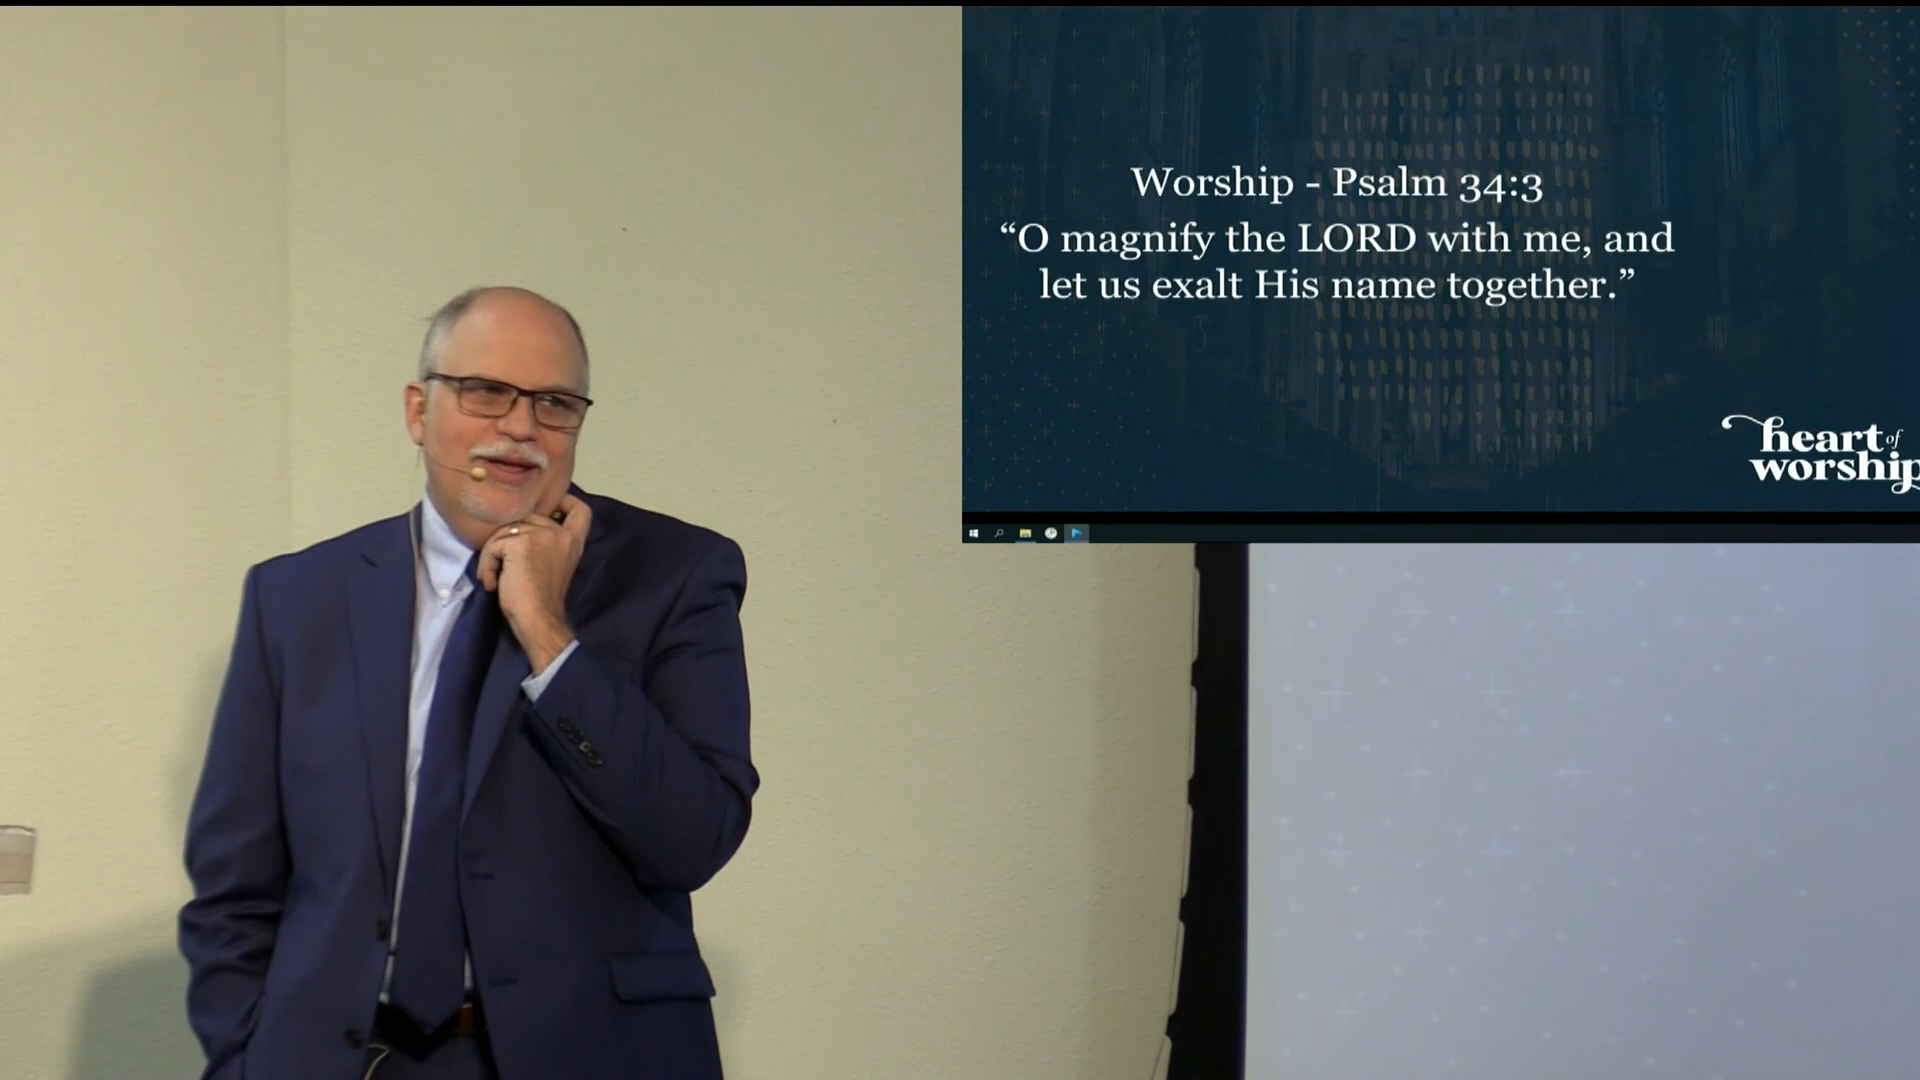 Worship - Psalm 34:3
“O magnify the LORD with me, and
let us exalt His name together.”
heart of
worship